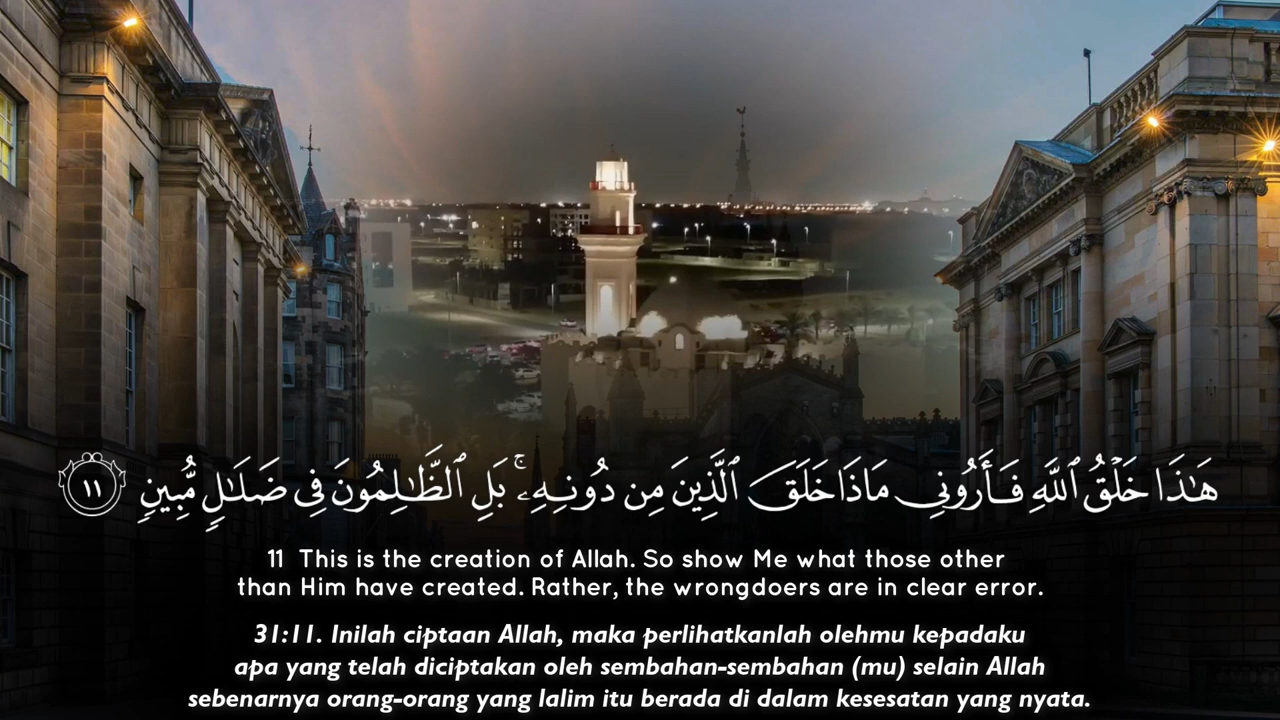 هَـٰذَا خَلْقُ ٱللَّهِ فَأَرُونِى مَاذَا خَلَقَ ٱلَّذِينَ مِن دُونِهِۦ ۚ بَلِ ٱلظَّـٰلِمُونَ فِى ضَلَـٰلٍ مُّبِينٍ ١١
11 This is the creation of Allah. So show Me what those other
than Him have created. Rather, the wrongdoers are in clear error.
31:11. Inilah ciptaan Allah, maka perlihatkanlah olehmu kepadaku
apa yang telah diciptakan oleh sembahan-sembahan (mu) selain Allah
sebenarnya orang-orang yang lalim itu berada di dalam kesesatan yang nyata.